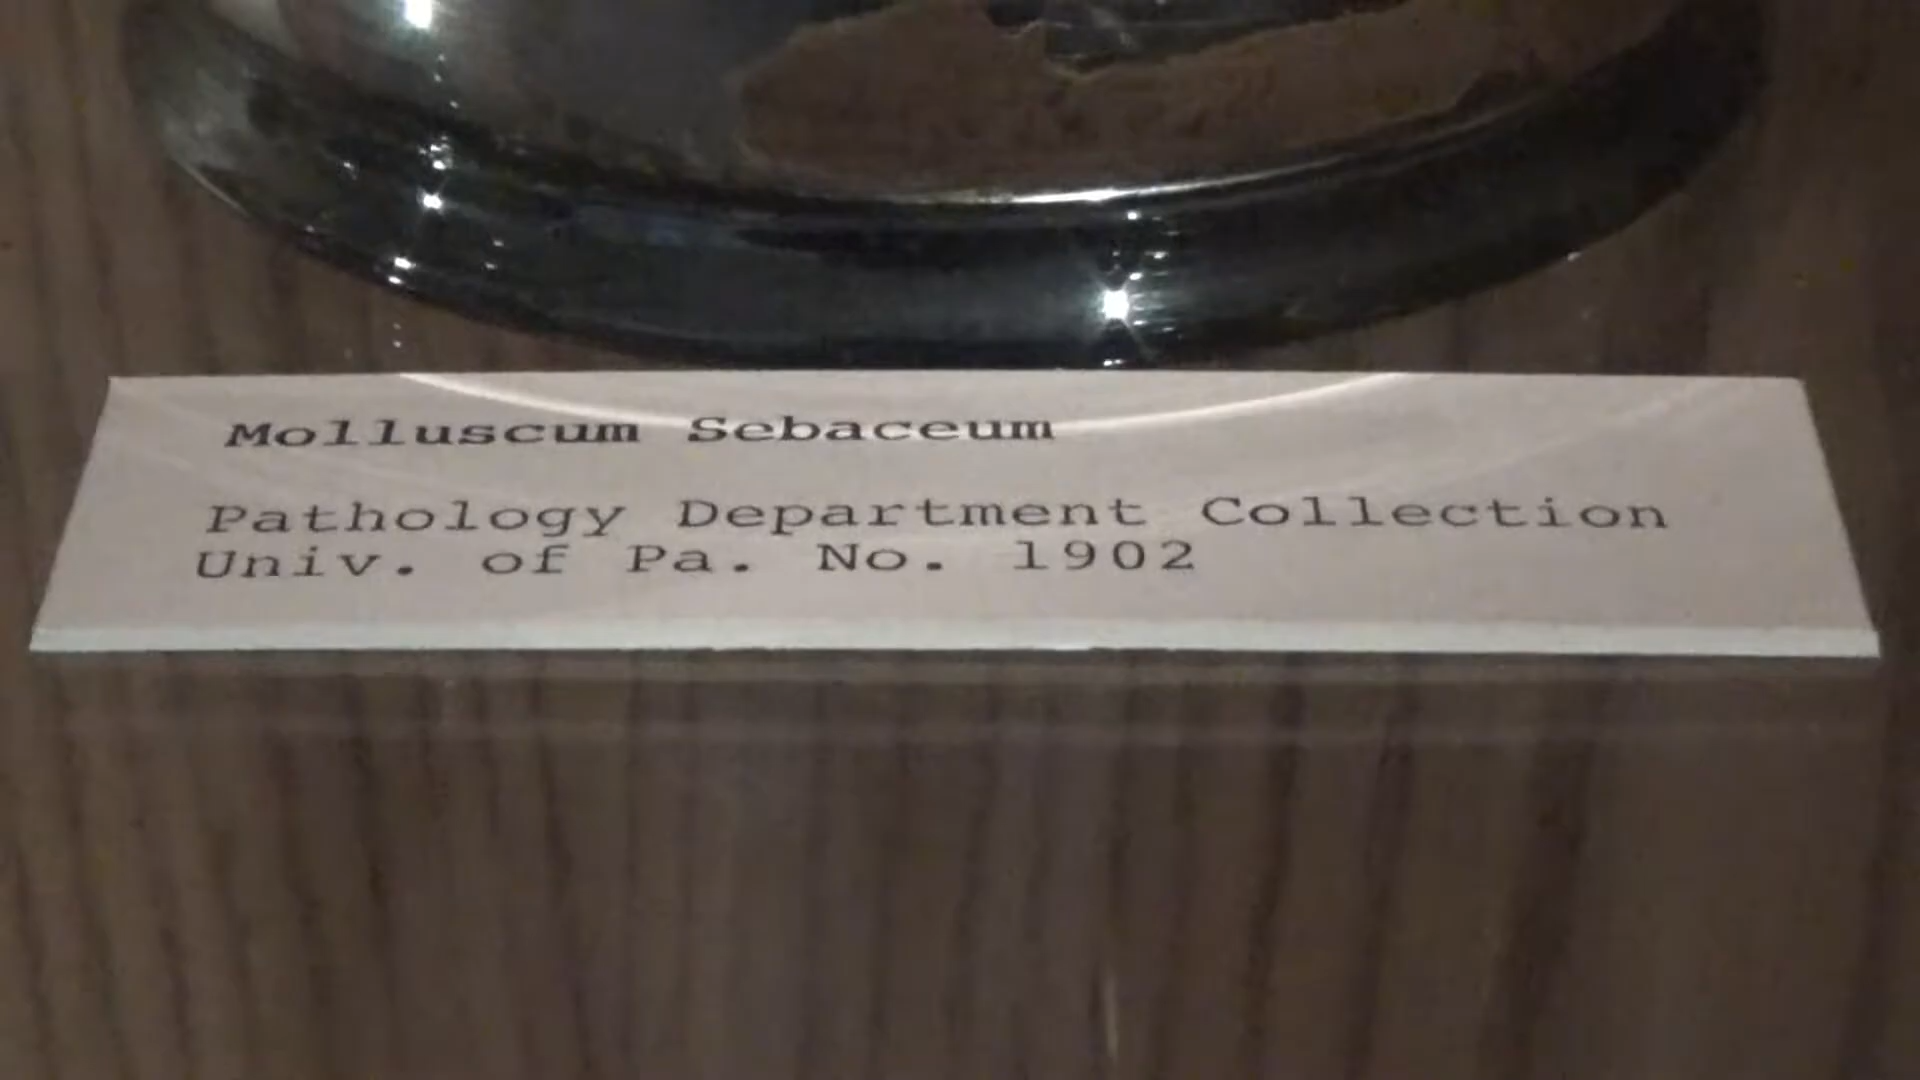 Molluscum Sebaceum
Pathology Department Collection
Univ. of Pa. No. 1902